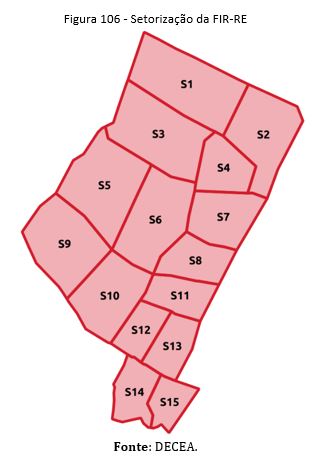 Figura 106 - Setorização da FIR-RE
S1
S2
S3
S4
S5
S6
S7
S8
S9
S10
S11
S12
S13
S14
S15
Fonte: DECEA.